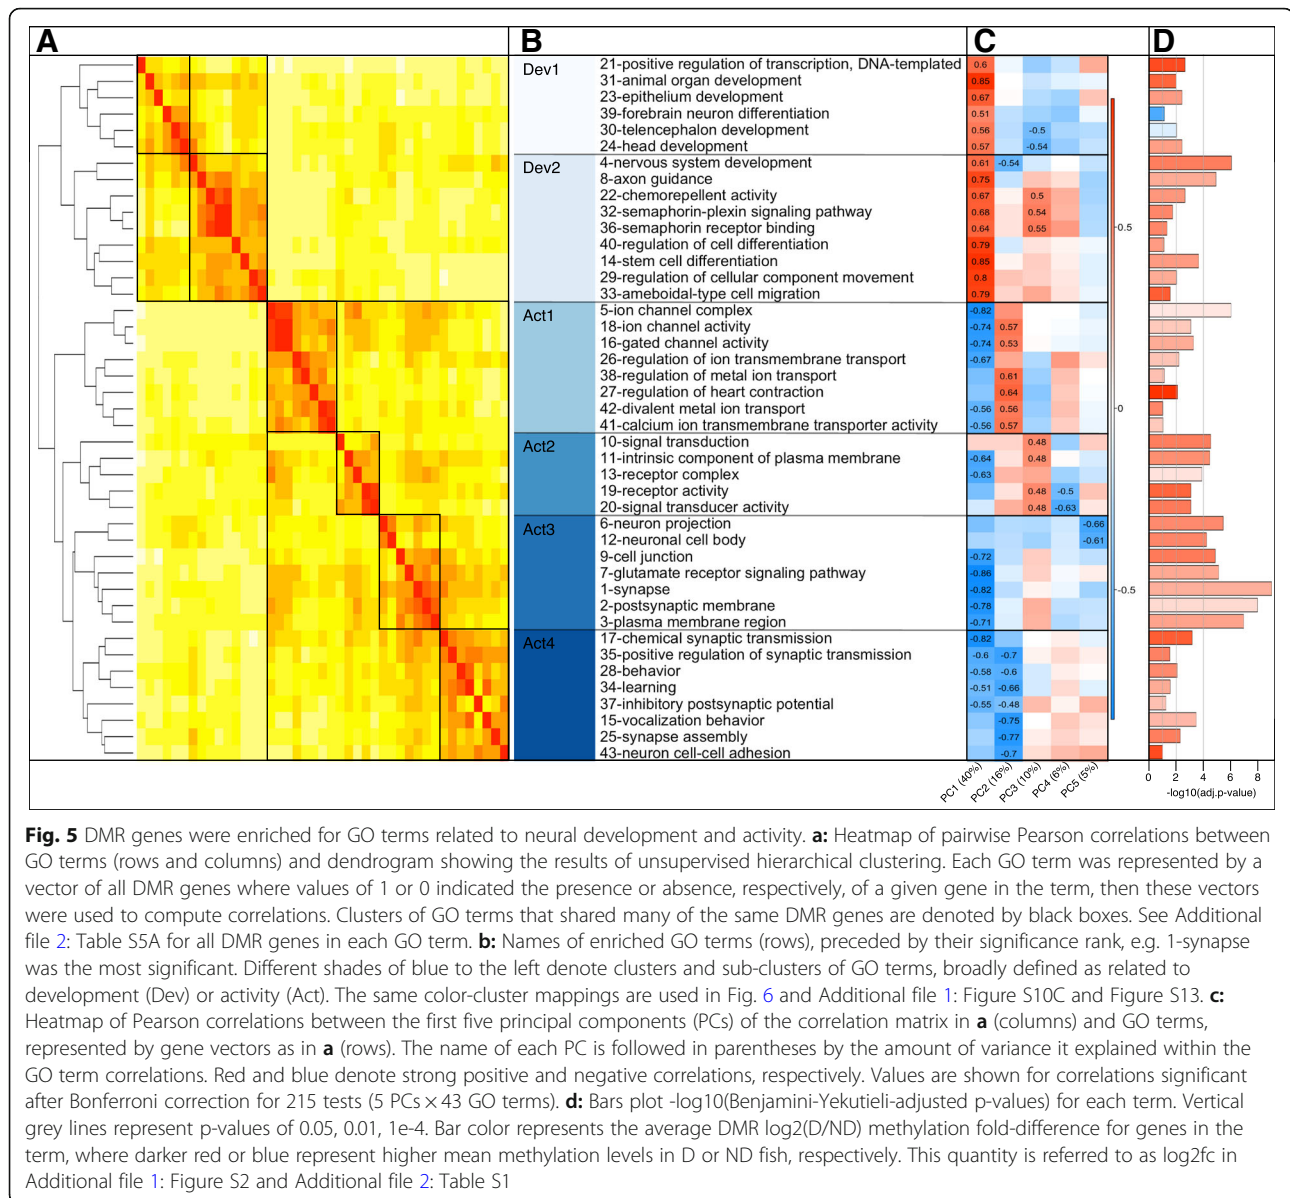 A B C D
Dev1
21-positive regulation of transcription, DNA-templated 0.6
31-animal organ development 0.85
23-epithelium development 0.67
39-forebrain neuron differentiation 0.51
30-telencephalon development 0.56 -0.5
24-head development 0.57 -0.54
Dev2
4-nervous system development 0.61 -0.54
8-axon guidance 0.75
22-chemorepellent activity 0.67 0.5
32-semaphorin-plexin signaling pathway 0.68 0.54
36-semaphorin receptor binding 0.64 0.55
40-regulation of cell differentiation 0.79
14-stem cell differentiation 0.85
29-regulation of cellular component movement 0.8
33-ameboidal-type cell migration 0.79
Act1
5-ion channel complex -0.82
18-ion channel activity -0.74 0.57
16-gated channel activity -0.74 0.53
26-regulation of ion transmembrane transport -0.67
38-regulation of metal ion transport 0.61
27-regulation of heart contraction 0.64
42-divalent metal ion transport -0.56 0.56
41-calcium ion transmembrane transporter activity -0.56 0.57
Act2
10-signal transduction 0.48
11-intrinsic component of plasma membrane -0.64 0.48
13-receptor complex -0.63
19-receptor activity 0.48 -0.5
20-signal transducer activity 0.48 -0.63
Act3
6-neuron projection -0.66
12-neuronal cell body -0.61
9-cell junction -0.72
7-glutamate receptor signaling pathway -0.86
1-synapse -0.82
2-postsynaptic membrane -0.78
3-plasma membrane region -0.71
Act4
17-chemical synaptic transmission -0.82
35-positive regulation of synaptic transmission -0.6 -0.7
28-behavior -0.58 -0.6
34-learning -0.51 -0.66
37-inhibitory postsynaptic potential -0.55 -0.48
15-vocalization behavior -0.75
25-synapse assembly -0.77
43-neuron cell-cell adhesion -0.7
0.5
0
-0.5
PC1 (40%) PC2 (16%) PC3 (10%) PC4 (6%) PC5 (5%)
0 2 4 6 8
-log10(adj.p-value)
Fig. 5 DMR genes were enriched for GO terms related to neural development and activity. a: Heatmap of pairwise Pearson correlations between
GO terms (rows and columns) and dendrogram showing the results of unsupervised hierarchical clustering. Each GO term was represented by a
vector of all DMR genes where values of 1 or 0 indicated the presence or absence, respectively, of a given gene in the term, then these vectors
were used to compute correlations. Clusters of GO terms that shared many of the same DMR genes are denoted by black boxes. See Additional
file 2: Table S5A for all DMR genes in each GO term. b: Names of enriched GO terms (rows), preceded by their significance rank, e.g. 1-synapse
was the most significant. Different shades of blue to the left denote clusters and sub-clusters of GO terms, broadly defined as related to
development (Dev) or activity (Act). The same color-cluster mappings are used in Fig. 6 and Additional file 1: Figure S10C and Figure S13. c:
Heatmap of Pearson correlations between the first five principal components (PCs) of the correlation matrix in a (columns) and GO terms,
represented by gene vectors as in a (rows). The name of each PC is followed in parentheses by the amount of variance it explained within the
GO term correlations. Red and blue denote strong positive and negative correlations, respectively. Values are shown for correlations significant
after Bonferroni correction for 215 tests (5 PCs × 43 GO terms). d: Bars plot -log10(Benjamini-Yekutieli-adjusted p-values) for each term. Vertical
grey lines represent p-values of 0.05, 0.01, 1e-4. Bar color represents the average DMR log2(D/ND) methylation fold-difference for genes in the
term, where darker red or blue represent higher mean methylation levels in D or ND fish, respectively. This quantity is referred to as log2fc in
Additional file 1: Figure S2 and Additional file 2: Table S1